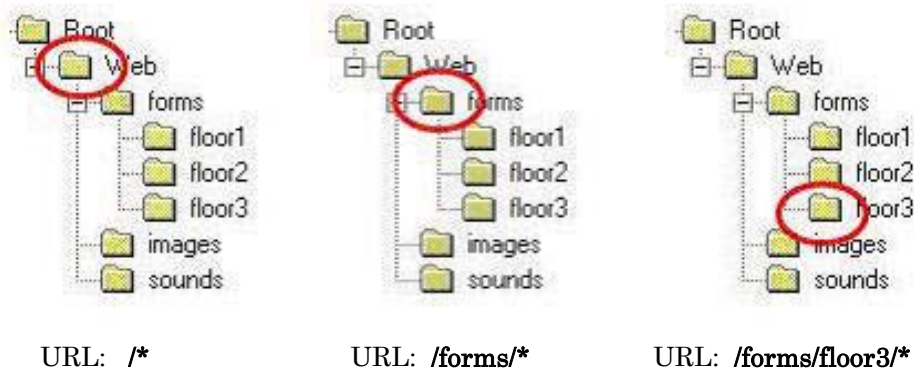 Root
Web
forms
floor1
floor2
floor3
images
sounds
URL: /*
Root
Web
forms
floor1
floor2
floor3
images
sounds
URL: /forms/*
Root
Web
forms
floor1
floor2
floor3
images
sounds
URL: /forms/floor3/*